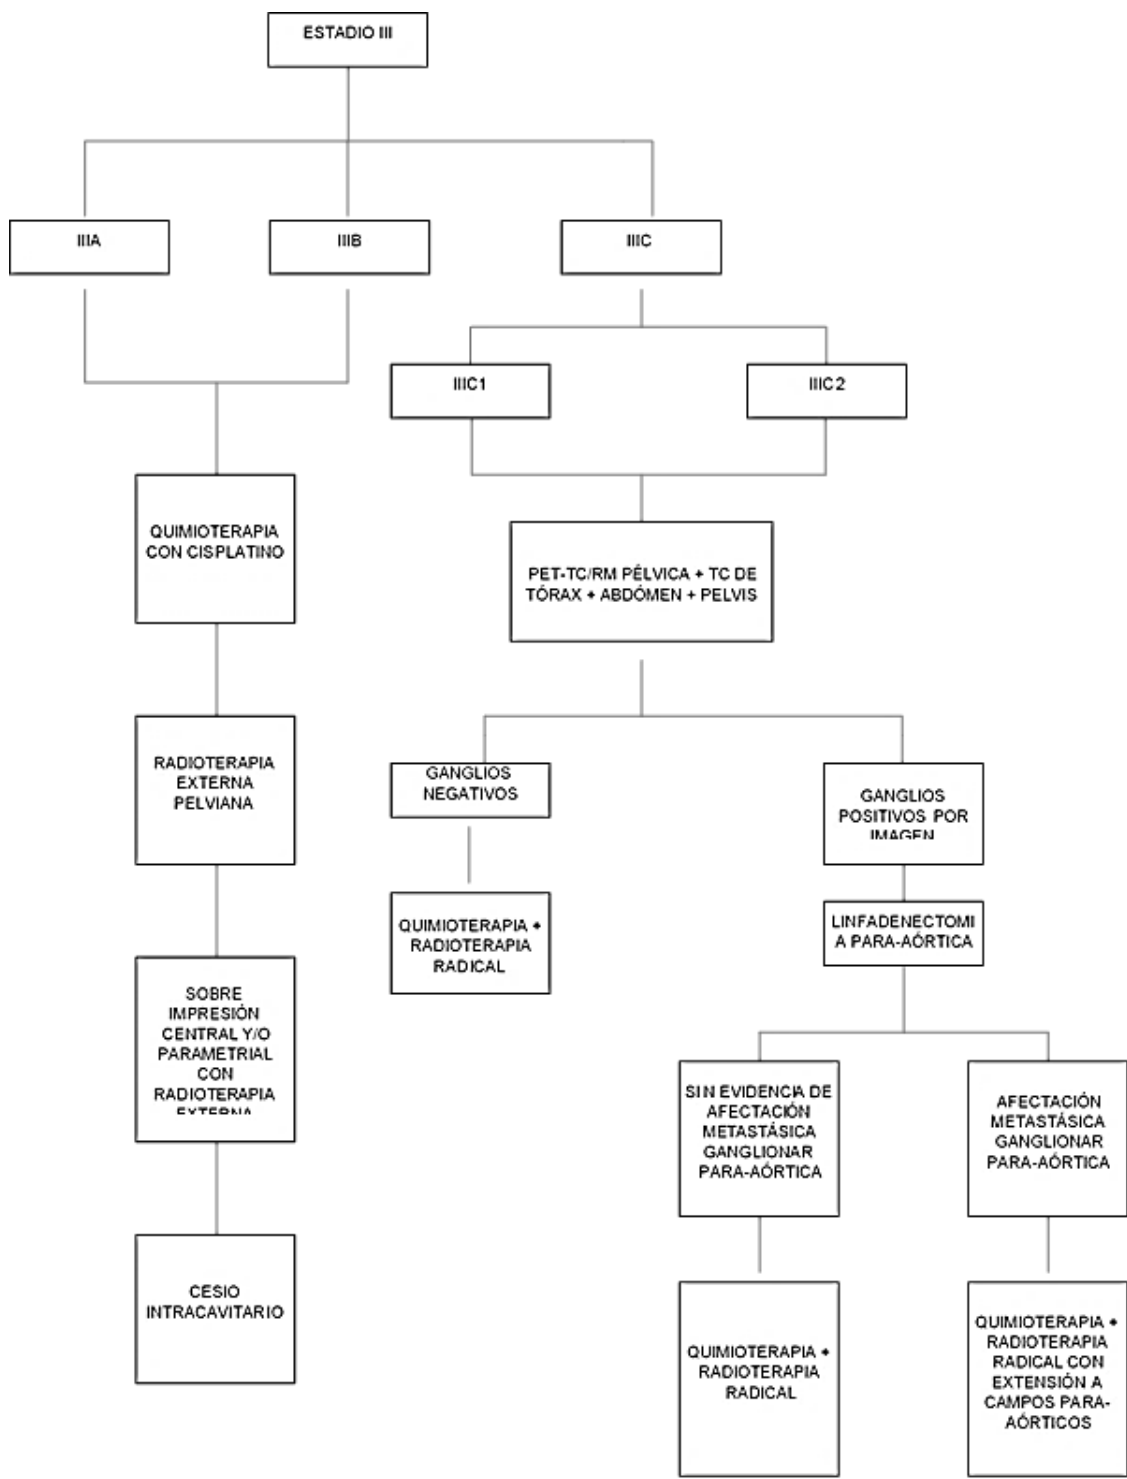 ESTADIO III
IIIA
IIIB
IIIC
IIIC1
IIIC2
QUIMIOTERAPIA
CON CISPLATINO
PET-TC/RM PÉLVICA + TC DE
TÓRAX + ABDÓMEN + PELVIS
RADIOTERAPIA
EXTERNA
PELVIANA
GANGLIOS
NEGATIVOS
GANGLIOS
POSITIVOS POR
IMAGEN
QUIMIOTERAPIA +
RADIOTERAPIA
RADICAL
LINFADENECTOMI
A PARA-AÓRTICA
SOBRE
IMPRESIÓN
CENTRAL Y/O
PARAMETRIAL
CON
RADIOTERAPIA
EXTERNA
SIN EVIDENCIA DE
AFECTACIÓN
METASTÁSICA
GANGLIONAR
PARA-AÓRTICA
AFECTACIÓN
METASTÁSICA
GANGLIONAR
PARA-AÓRTICA
CESIO
INTRACAVITARIO
QUIMIOTERAPIA +
RADIOTERAPIA
RADICAL
QUIMIOTERAPIA +
RADIOTERAPIA
RADICAL CON
EXTENSIÓN A
CAMPOS PARA-
AÓRTICOS